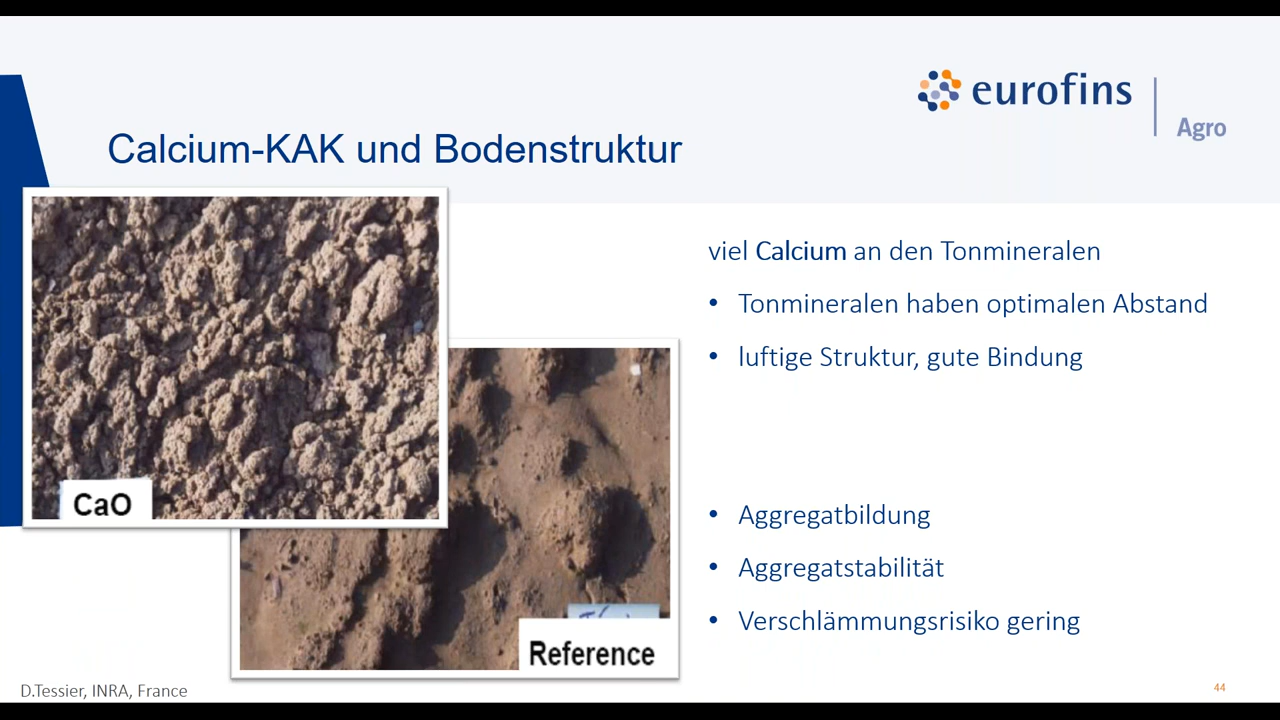 eurofins
Agro
Calcium-KAK und Bodenstruktur
viel Calcium an den Tonmineralen
• Tonmineralen haben optimalen Abstand
• luftige Struktur, gute Bindung
CaO
• Aggregatbildung
• Aggregatstabilität
• Verschlämmungsrisiko gering
Reference
D.Tessier, INRA, France
44